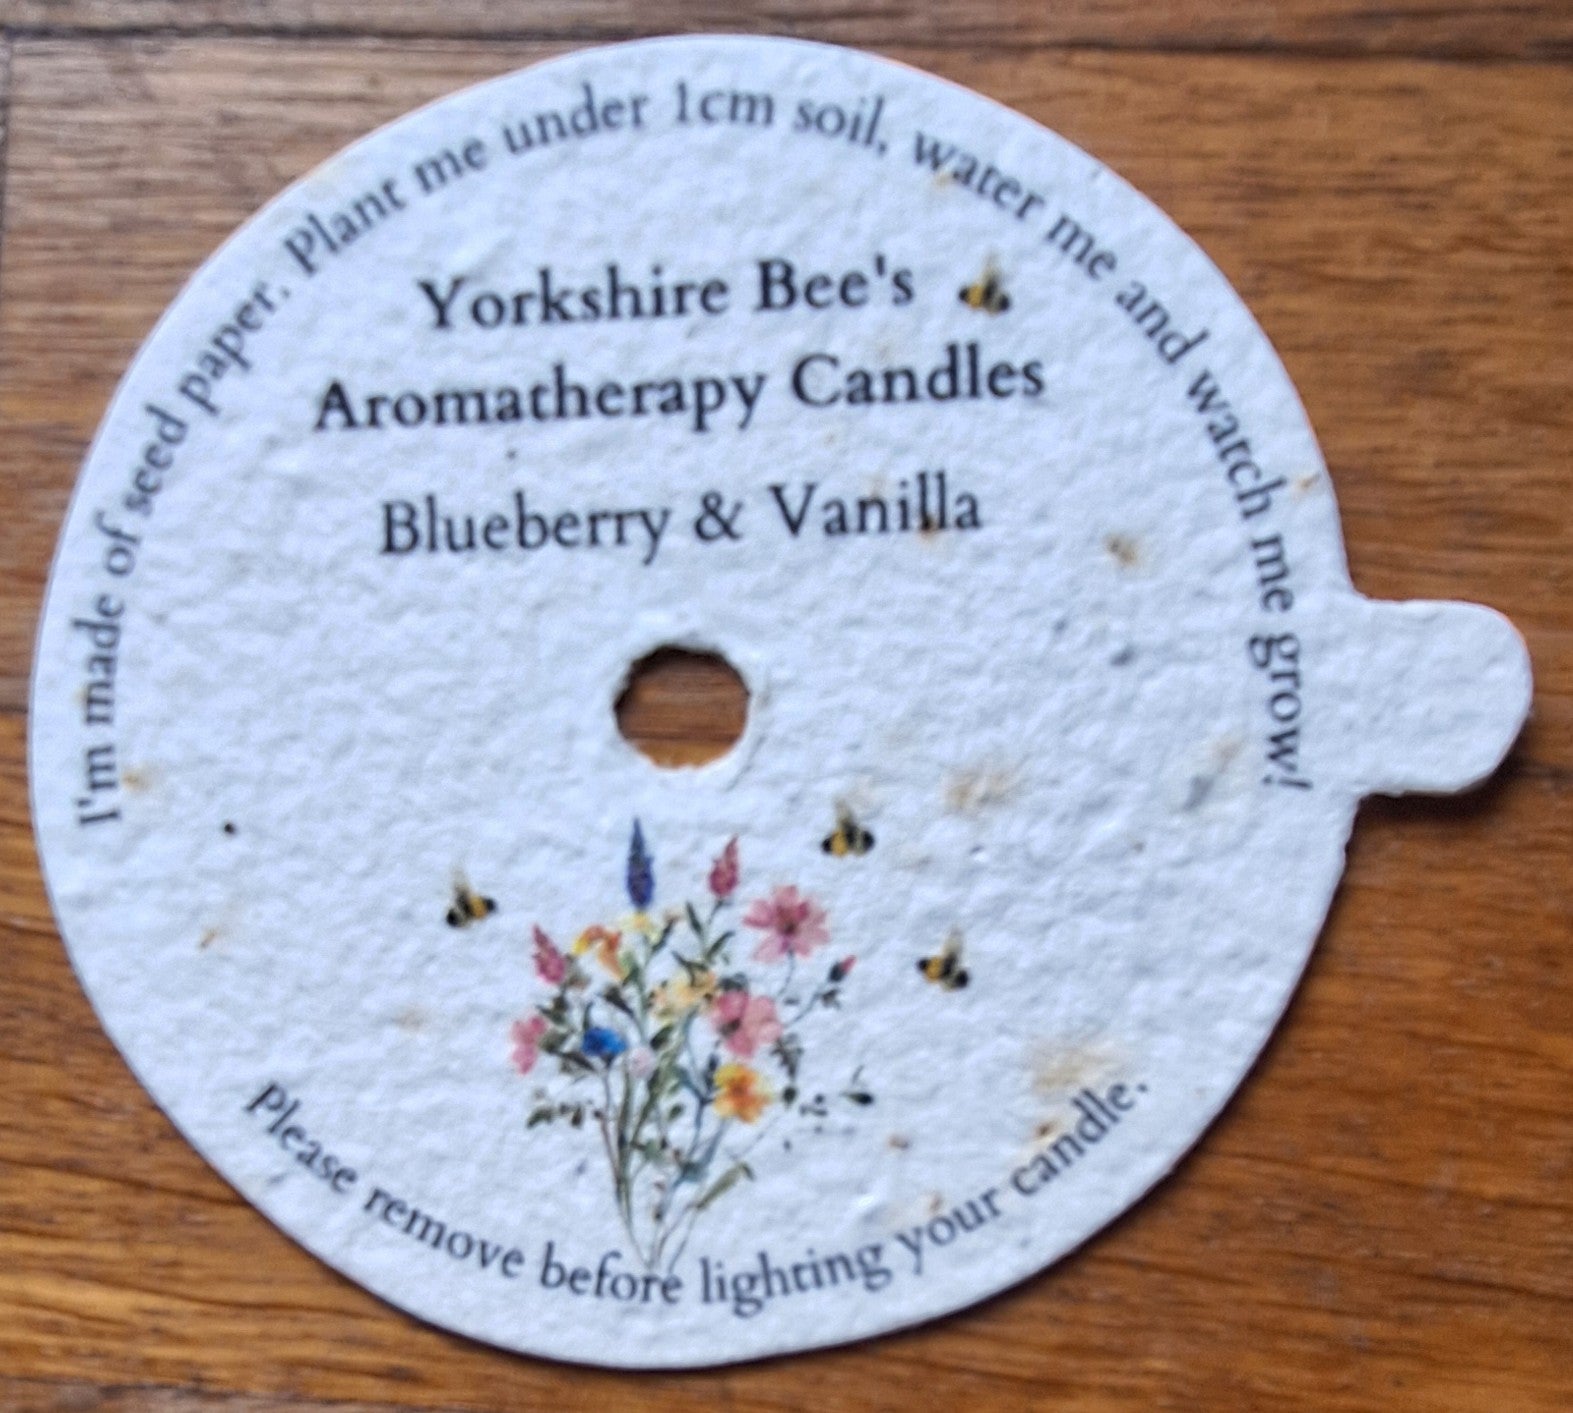 I'm made of seed paper. Plant me under 1cm soil, water me and watch me grow!
Yorkshire Bee's
Aromatherapy Candles
Blueberry & Vanilla
Please remove before lighting your candle.